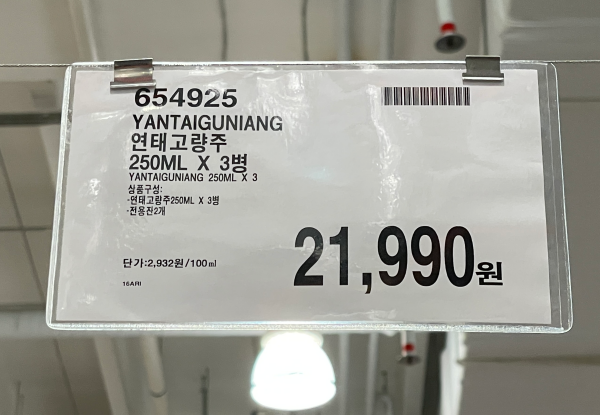 654925
YANTAIGUNIANG
연태고량주
250ML X 3병
YANTAIGUNIANG 250ML X 3
상품구성:
-연태고량주250ML X 3병
-전용잔2개
단가:2,932원/100㎖
21,990원
16ARI